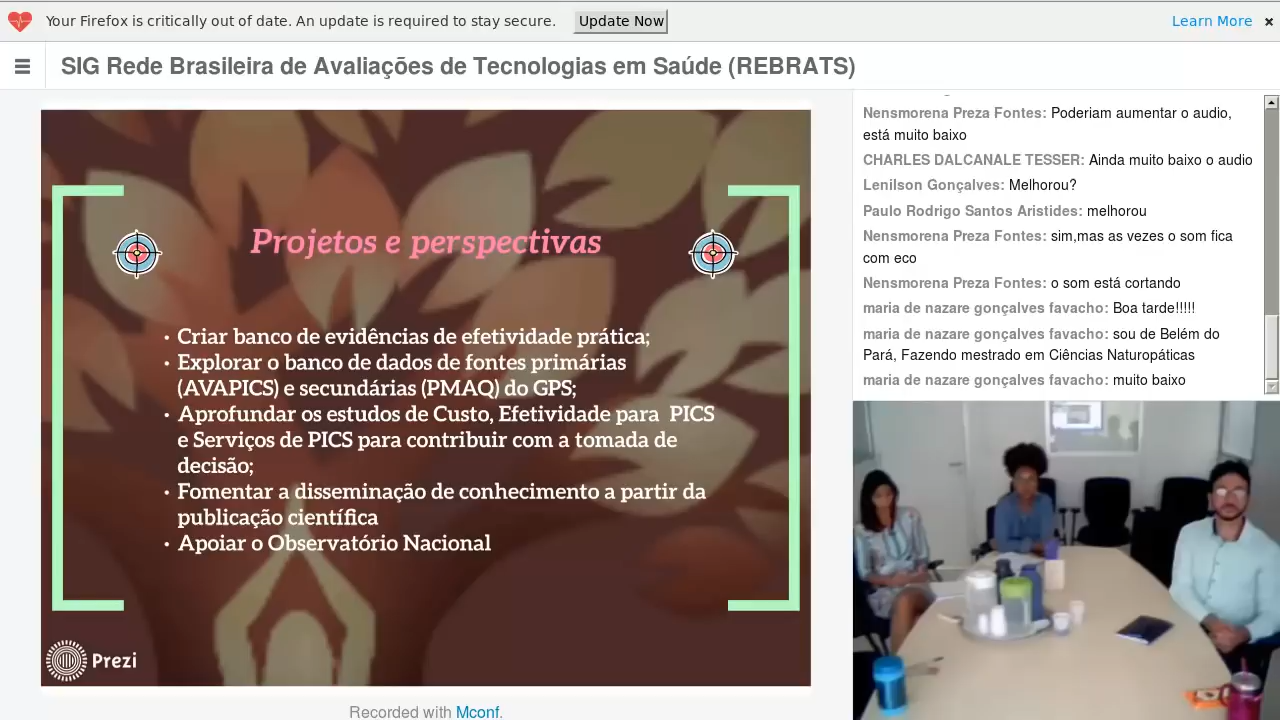 Your Firefox is critically out of date. An update is required to stay secure.
Update Now
Learn More
SIG Rede Brasileira de Avaliações de Tecnologias em Saúde (REBRATS)
Projetos e perspectivas
• Criar banco de evidências de efetividade prática;
• Explorar o banco de dados de fontes primárias
(AVAPICS) e secundárias (PMAQ) do GPS;
• Aprofundar os estudos de Custo, Efetividade para PICS
e Serviços de PICS para contribuir com a tomada de
decisão;
• Fomentar a disseminação de conhecimento a partir da
publicação científica
• Apoiar o Observatório Nacional
Prezi
Recorded with Mconf.
Nensmorena Preza Fontes: Poderiam aumentar o audio,
está muito baixo
CHARLES DALCANALE TESSER: Ainda muito baixo o audio
Lenilson Gonçalves: Melhorou?
Paulo Rodrigo Santos Aristides: melhorou
Nensmorena Preza Fontes: sim,mas as vezes o som fica
com eco
Nensmorena Preza Fontes: o som está cortando
maria de nazare gonçalves favacho: Boa tarde!!!!!
maria de nazare gonçalves favacho: sou de Belém do
Pará, Fazendo mestrado em Ciências Naturopáticas
maria de nazare gonçalves favacho: muito baixo